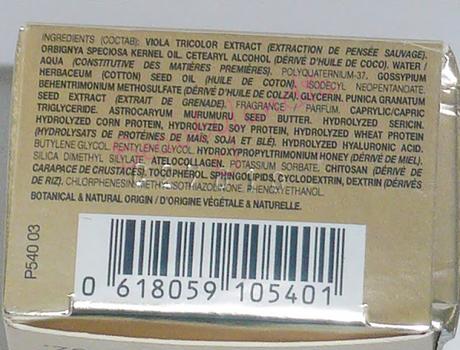 INGREDIENTS (COCTAB): VIOLA TRICOLOR EXTRACT (EXTRACTION DE PENSÉE SAUVAGE).
ORBIGNYA SPECIOSA KERNEL OIL. CETEARYL ALCOHOL (DÉRIVÉ D'HUILE DE COCO). WATER /
AQUA (CONSTITUTIVE DES MATIÈRES PREMIÈRES). POLYQUATERNIUM-37. GOSSYPIUM
HERBACEUM (COTTON) SEED OIL (HUILE DE COTON). ISODECYL NEOPENTANOATE.
BEHENTRIMONIUM METHOSULFATE (DÉRIVÉ D'HUILE DE COLZA). GLYCERIN. PUNICA GRANATUM
SEED EXTRACT (EXTRAIT DE GRENADE). FRAGRANCE / PARFUM. CAPRYLIC/CAPRIC
TRIGLYCERIDE. ASTROCARYUM MURUMURU SEED BUTTER. HYDROLYZED SERICIN.
HYDROLYZED CORN PROTEIN, HYDROLYZED SOY PROTEIN, HYDROLYZED WHEAT PROTEIN
(HYDROLYSATS DE PROTÉINES DE MAÏS, SOJA ET BLÉ). HYDROLYZED HYALURONIC ACID.
BUTYLENE GLYCOL. PENTYLENE GLYCOL. HYDROXYPROPYLTRIMONIUM HONEY (DÉRIVÉ DE MIEL).
SILICA DIMETHYL SILYLATE. ATELOCOLLAGEN. POTASSIUM SORBATE. CHITOSAN (DÉRIVÉ DE
CARAPACE DE CRUSTACÉS). TOCOPHEROL. SPHINGOLIPIDS. CYCLODEXTRIN, DEXTRIN (DÉRIVÉS
DE RIZ). CHLORPHENESIN. METHYLISOTHIAZOLINONE. PHENOXYETHANOL.
BOTANICAL & NATURAL ORIGIN / D'ORIGINE VÉGÉTALE & NATURELLE.
P540 03
0 618059 105401